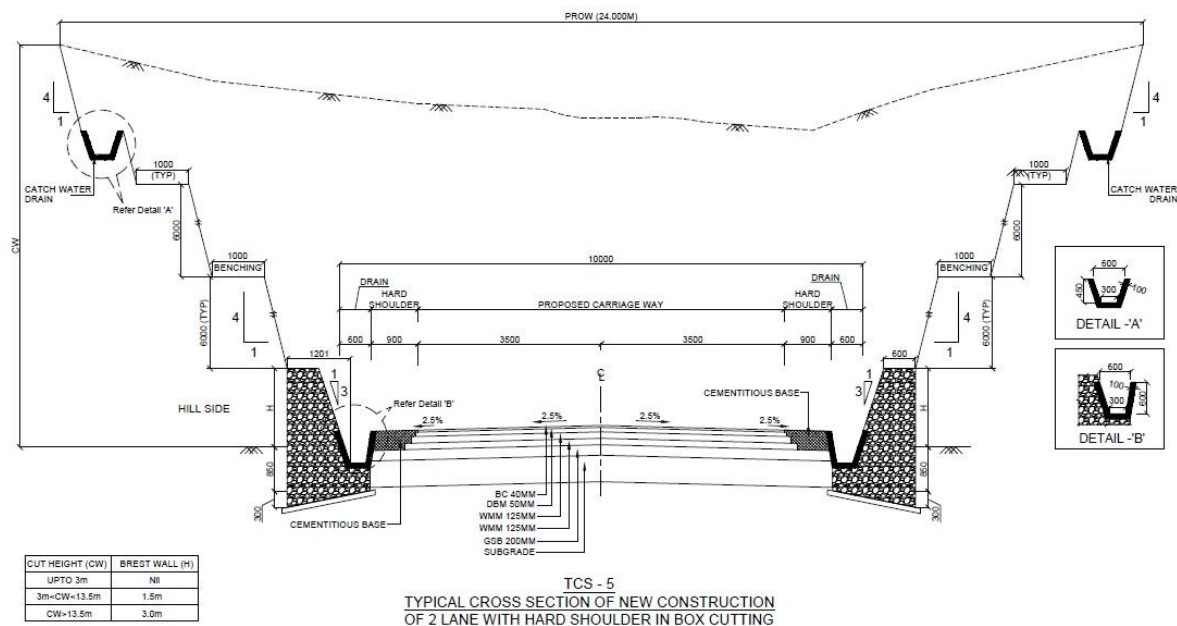 PROW (24.000M)
4
1
4
1
1000
(TYP)
1000
(TYP)
CATCH WATER
DRAIN
Refer Detail 'A'
CATCH WATER
DRAIN
CW
6000
6000
1000
BENCHING
10000
1000
BENCHING
DRAIN
HARD
SHOULDER
PROPOSED CARRIAGE WAY
HARD
SHOULDER
DRAIN
6000 (TYP)
4
1
4
1
6000 (TYP)
600
900
3500
3500
900
600
1201
600
1
3
1
3
℄
CEMENTITIOUS BASE
HILL SIDE
H
Refer Detail 'B'
2.5%
2.5%
2.5%
2.5%
H
850
850
300
300
BC 40MM
DBM 50MM
WMM 125MM
WMM 125MM
GSB 200MM
SUBGRADE
CEMENTITIOUS BASE
600
300
450
100
DETAIL -'A'
600
100
300
600
DETAIL -'B'
CUT HEIGHT (CW) BREST WALL (H)
UPTO 3m Nil
3m<CW<13.5m 1.5m
CW>13.5m 3.0m
TCS - 5
TYPICAL CROSS SECTION OF NEW CONSTRUCTION
OF 2 LANE WITH HARD SHOULDER IN BOX CUTTING